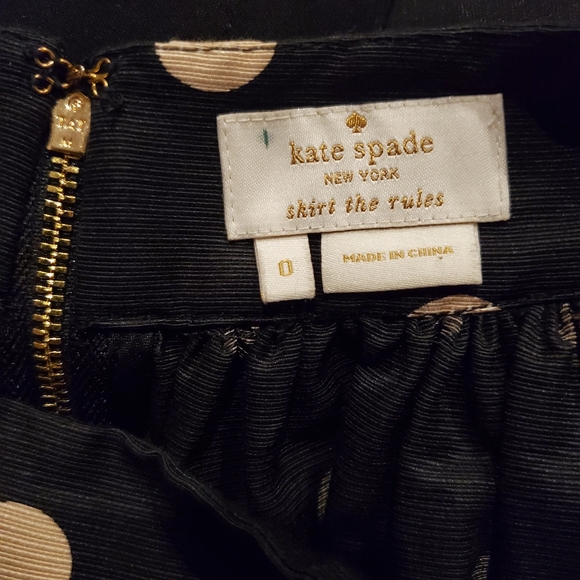 kate spade
NEW YORK
skirt the rules
0
MADE IN CHINA